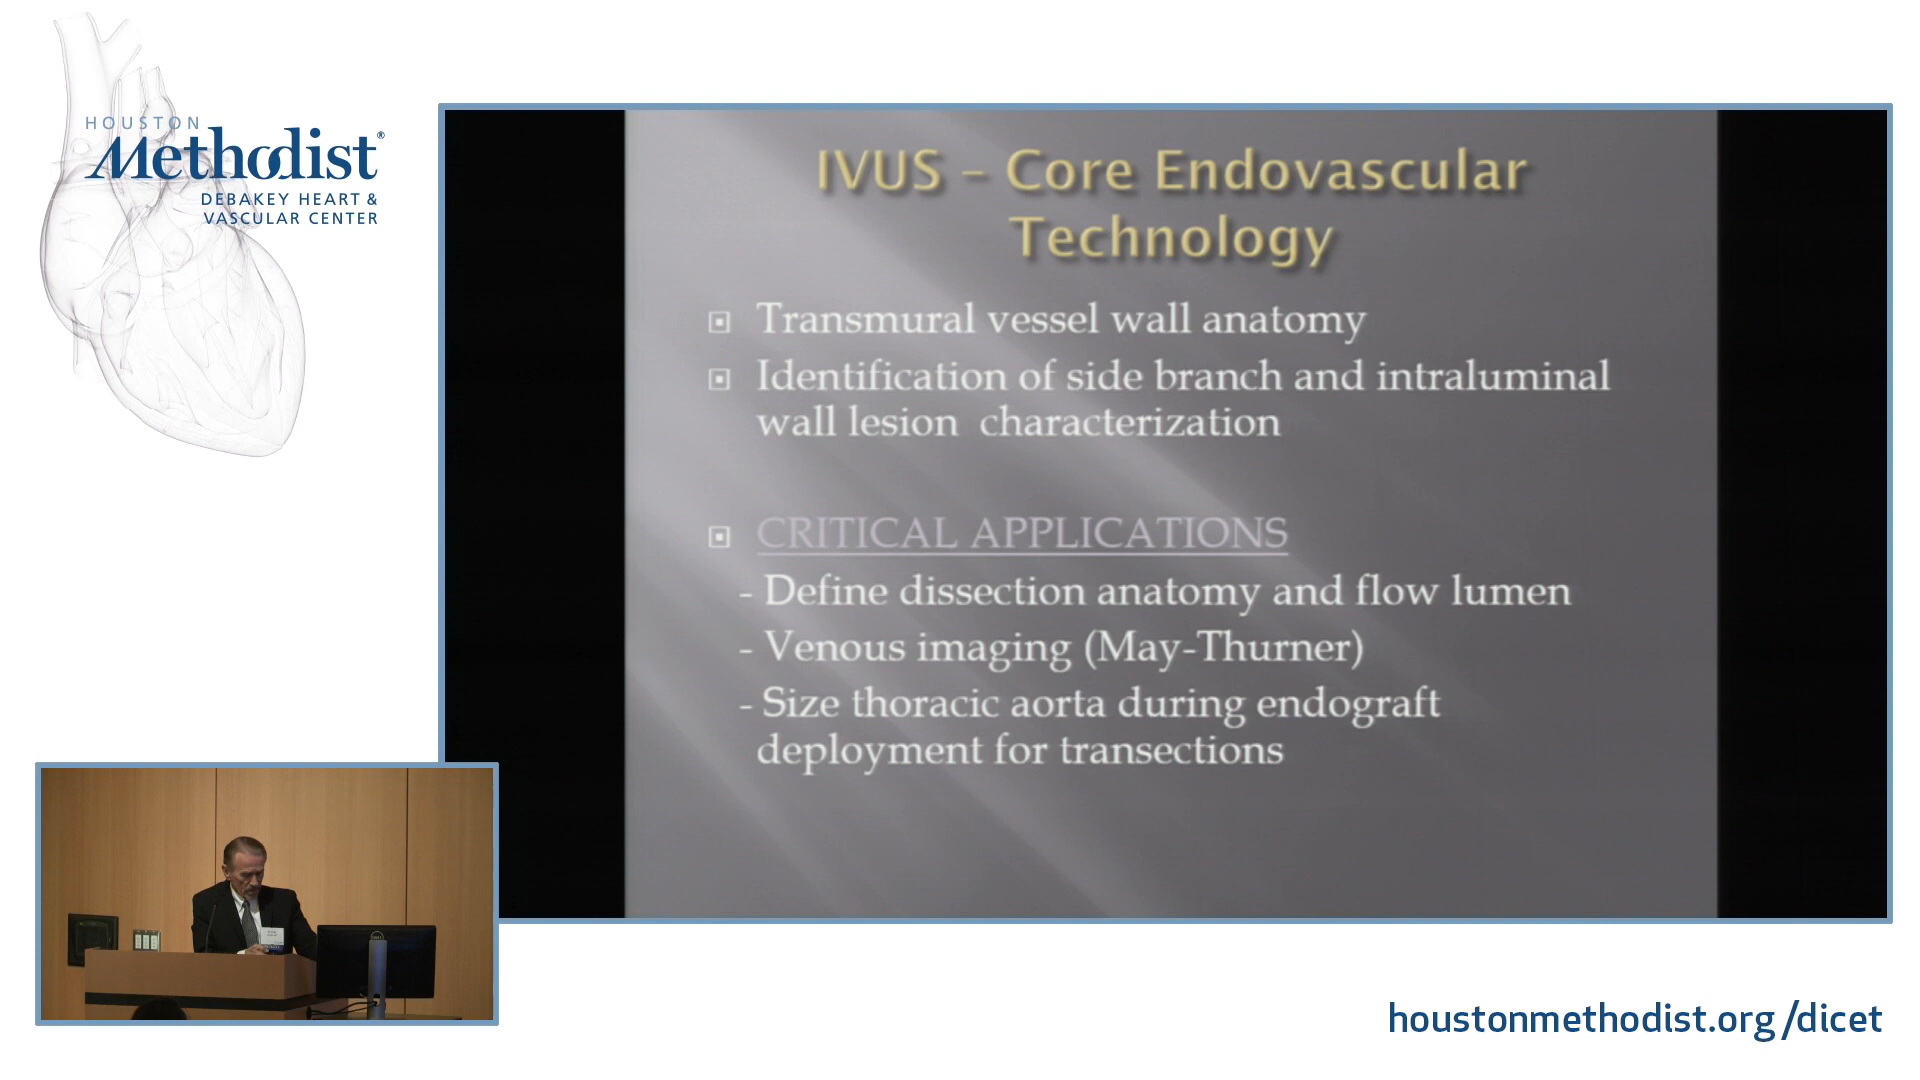 HOUSTON
Methodist®
DEBAKEY HEART &
VASCULAR CENTER
IVUS – Core Endovascular
Technology
Transmural vessel wall anatomy
Identification of side branch and intraluminal
wall lesion characterization
CRITICAL APPLICATIONS
- Define dissection anatomy and flow lumen
- Venous imaging (May-Thurner)
- Size thoracic aorta during endograft
deployment for transections
houstonmethodist.org/dicet